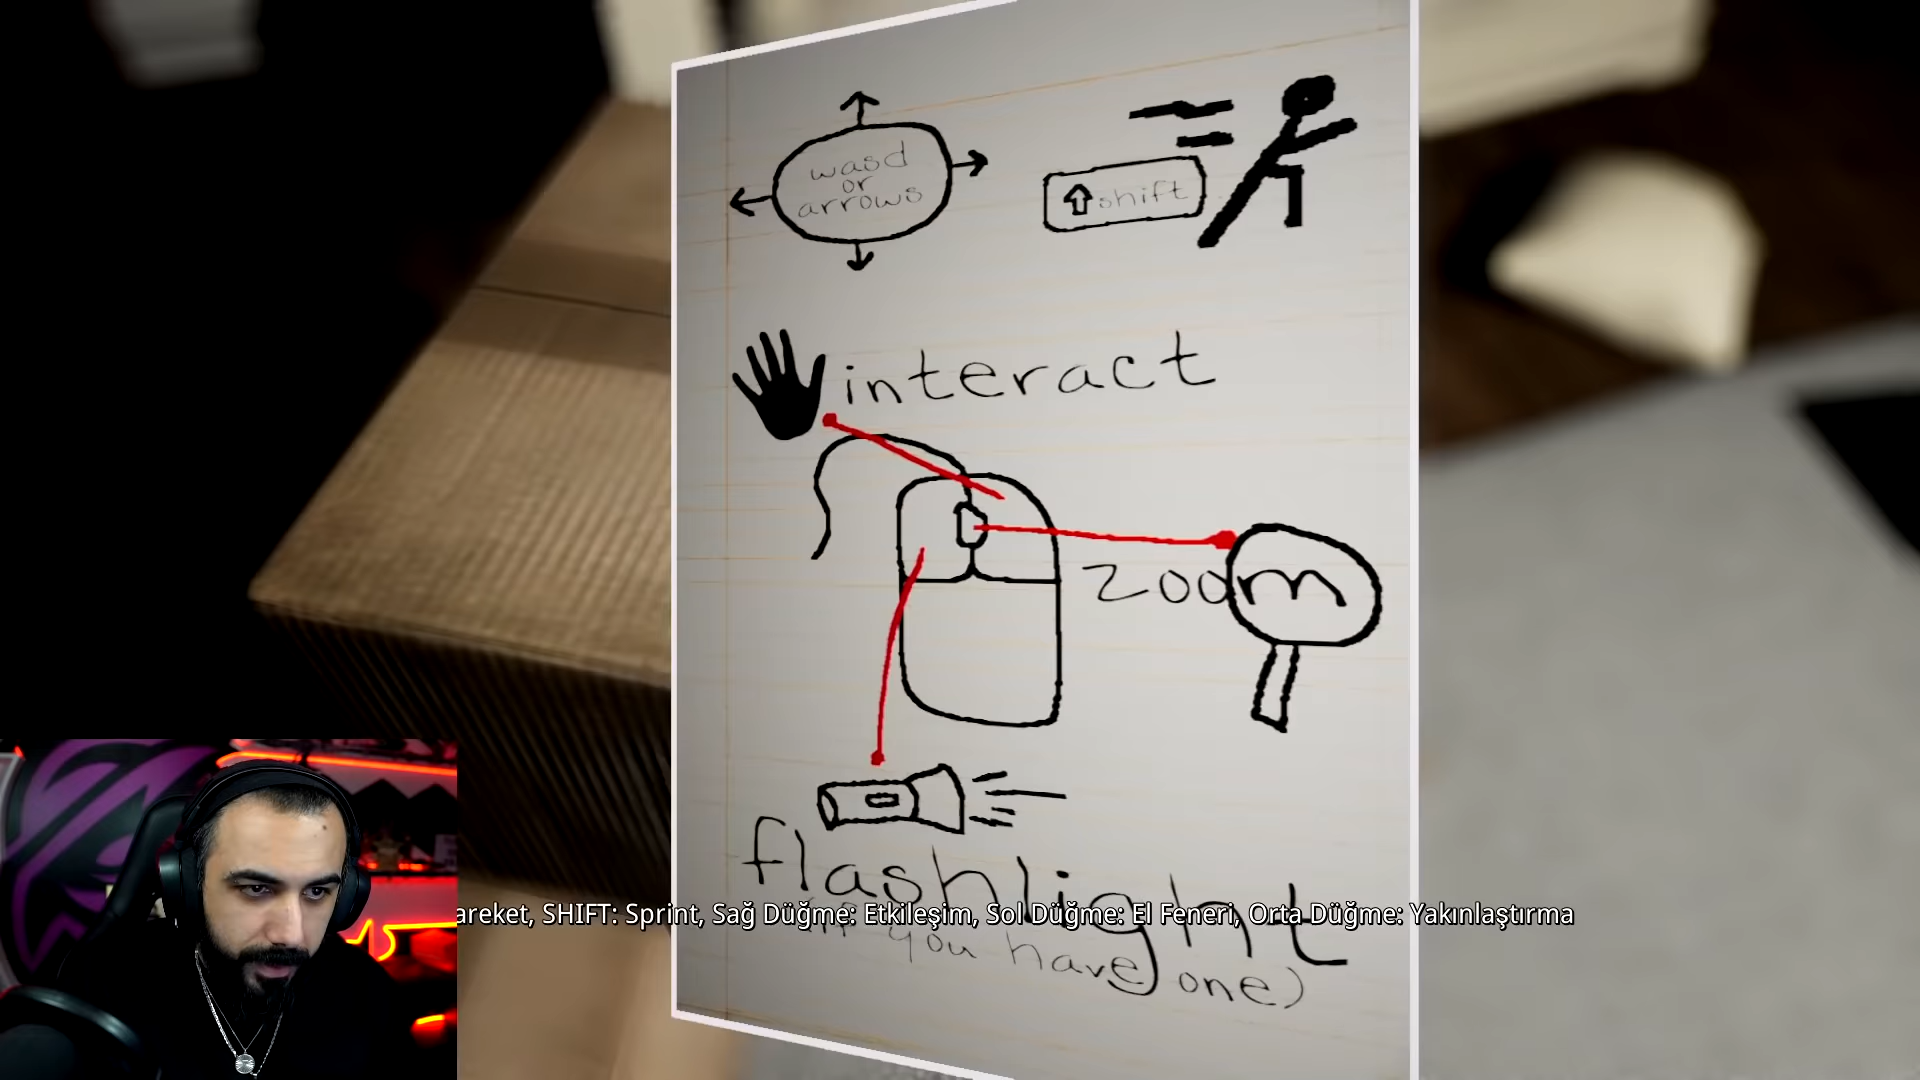 wasd
or
arrows
shift
interact
zoom
flashlight
areket, SHIFT: Sprint, Sağ Düğme: Etkileşim, Sol Düğme: El Feneri, Orta Düğme: Yakınlaştırma
you have one)